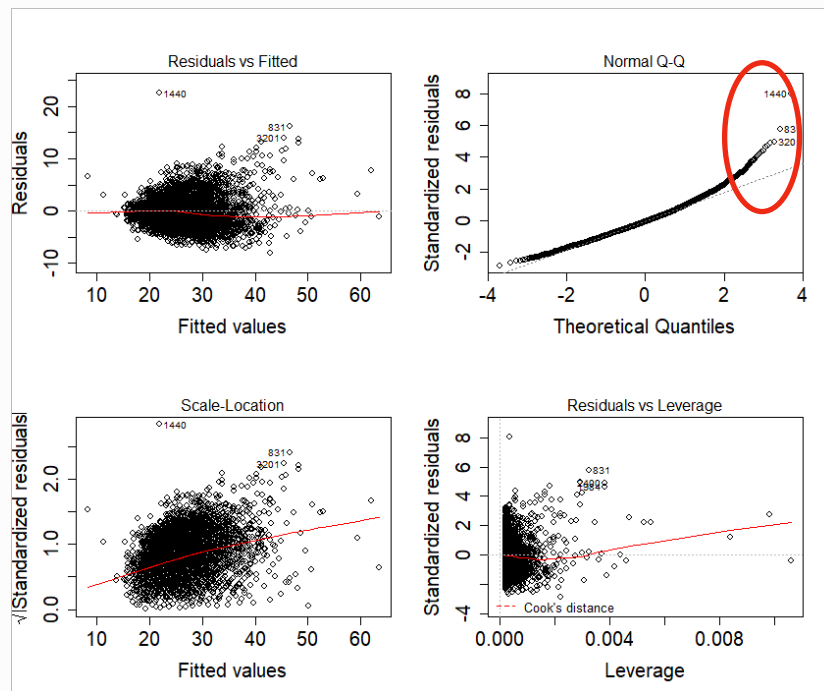 Residuals vs Fitted
Residuals
20
10
0
-10
1440
831
3201
10 20 30 40 50 60
Fitted values
Normal Q-Q
Standardized residuals
8
6
4
2
0
-2
1440
83
320
-4 -2 0 2 4
Theoretical Quantiles
Scale-Location
√|Standardized residuals
2.0
1.0
0.0
1440
831
3201
10 20 30 40 50 60
Fitted values
Residuals vs Leverage
Standardized residuals
8
6
4
2
0
-4
831
Cook's distance
0.000 0.004 0.008
Leverage